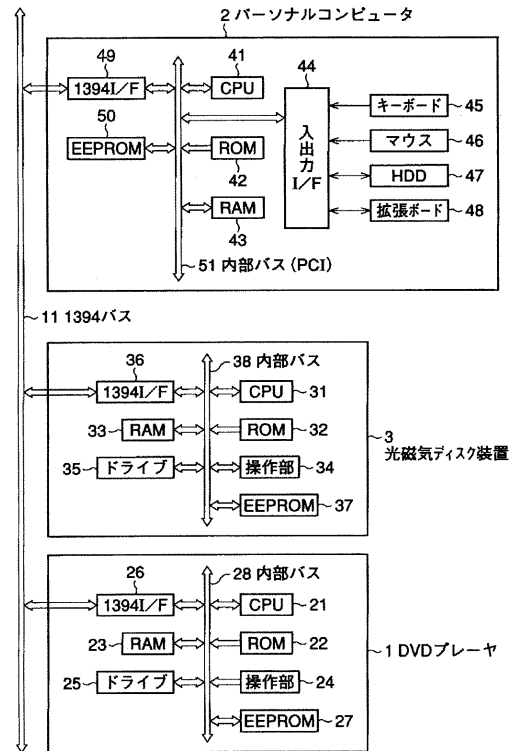 2 パーソナルコンピュータ
49
41
44
1394I/F
CPU
キーボード
45
50
入出力I/F
マウス
46
EEPROM
ROM
42
HDD
47
RAM
43
拡張ボード
48
51 内部バス (PCI)
11 1394バス
36
38 内部バス
1394I/F
CPU
31
33
RAM
ROM
32
3
光磁気ディスク装置
35
ドライブ
操作部
34
EEPROM
37
26
28 内部バス
1394I/F
CPU
21
23
RAM
ROM
22
1 DVDプレーヤ
25
ドライブ
操作部
24
EEPROM
27